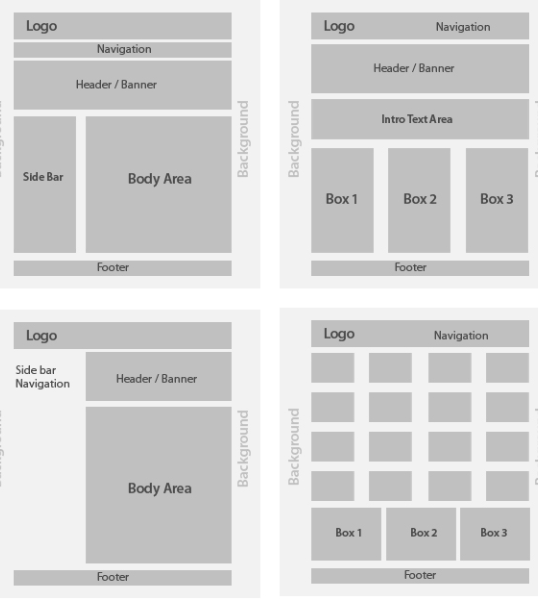 Logo
Navigation
Header / Banner
Side Bar
Body Area
Footer
Background
Logo
Navigation
Header / Banner
Intro Text Area
Box 1
Box 2
Box 3
Footer
Background
Logo
Side bar
Navigation
Header / Banner
Body Area
Footer
Background
Logo
Navigation
Box 1
Box 2
Box 3
Footer
Background